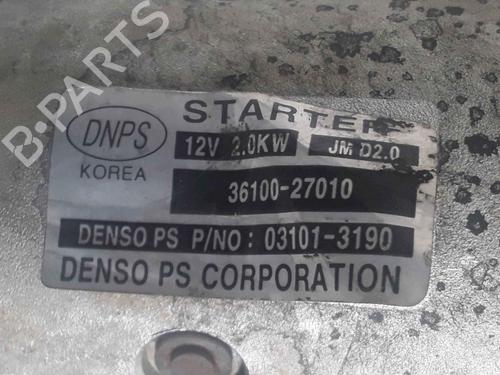 B-PARTS
DNPS
KOREA
STARTER
12V 2.0KW
JM D2.0
36100-27010
DENSO PS P/NO : 03101-3190
DENSO PS CORPORATION